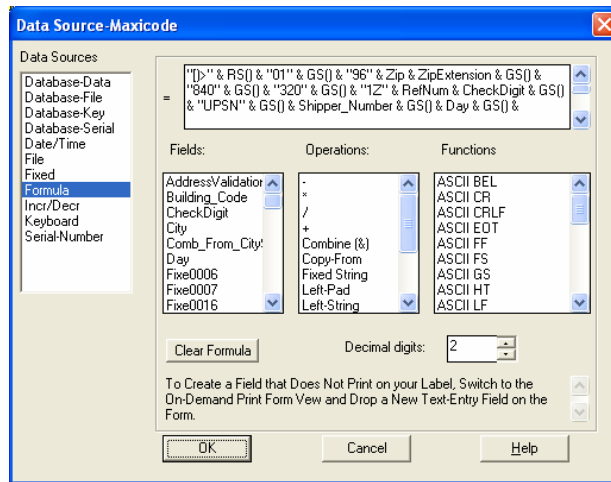 Data Source-Maxicode
Data Sources
Database-Data
Database-File
Database-Key
Database-Serial
Date/Time
File
Fixed
Formula
Incr/Decr
Keyboard
Serial-Number
=
"[)>" & RS() & "01" & GS() & "96" & Zip & ZipExtension & GS() &
"840" & GS() & "320" & GS() & "1Z" & RefNum & CheckDigit & GS()
& "UPSN" & GS() & Shipper_Number & GS() & Day & GS() &
Fields:
AddressValidation
Building_Code
CheckDigit
City
Comb_From_CityS
Day
Fixe0006
Fixe0007
Fixe0016
Operations:
-
*
/
+
Combine (&)
Copy-From
Fixed String
Left-Pad
Left-String
Functions
ASCII BEL
ASCII CR
ASCII CRLF
ASCII EOT
ASCII FF
ASCII FS
ASCII GS
ASCII HT
ASCII LF
Clear Formula
Decimal digits:
2
To Create a Field that Does Not Print on your Label, Switch to the
On-Demand Print Form Vew and Drop a New Text-Entry Field on the
Form.
OK
Cancel
Help